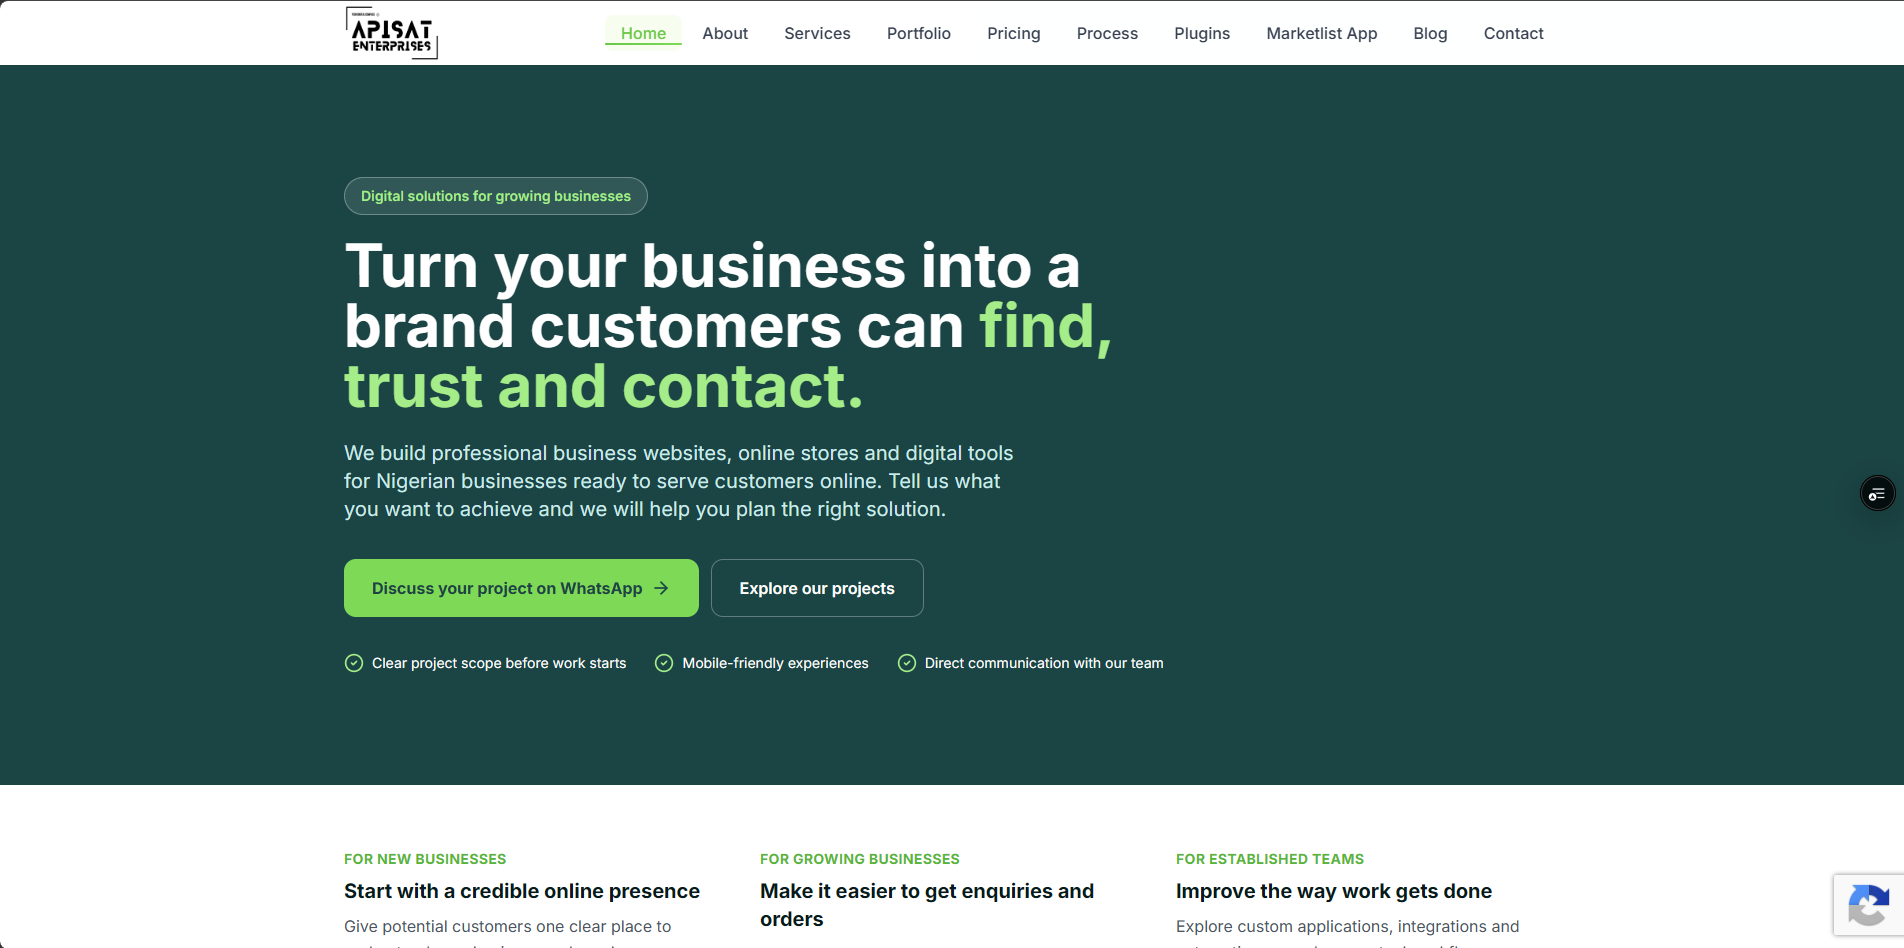 APISAT
ENTERPRISES
Home
About
Services
Portfolio
Pricing
Process
Plugins
Marketlist App
Blog
Contact
Digital solutions for growing businesses
Turn your business into a
brand customers can find,
trust and contact.
We build professional business websites, online stores and digital tools
for Nigerian businesses ready to serve customers online. Tell us what
you want to achieve and we will help you plan the right solution.
Discuss your project on WhatsApp
Explore our projects
Clear project scope before work starts
Mobile-friendly experiences
Direct communication with our team
FOR NEW BUSINESSES
Start with a credible online presence
Give potential customers one clear place to
FOR GROWING BUSINESSES
Make it easier to get enquiries and
orders
FOR ESTABLISHED TEAMS
Improve the way work gets done
Explore custom applications, integrations and